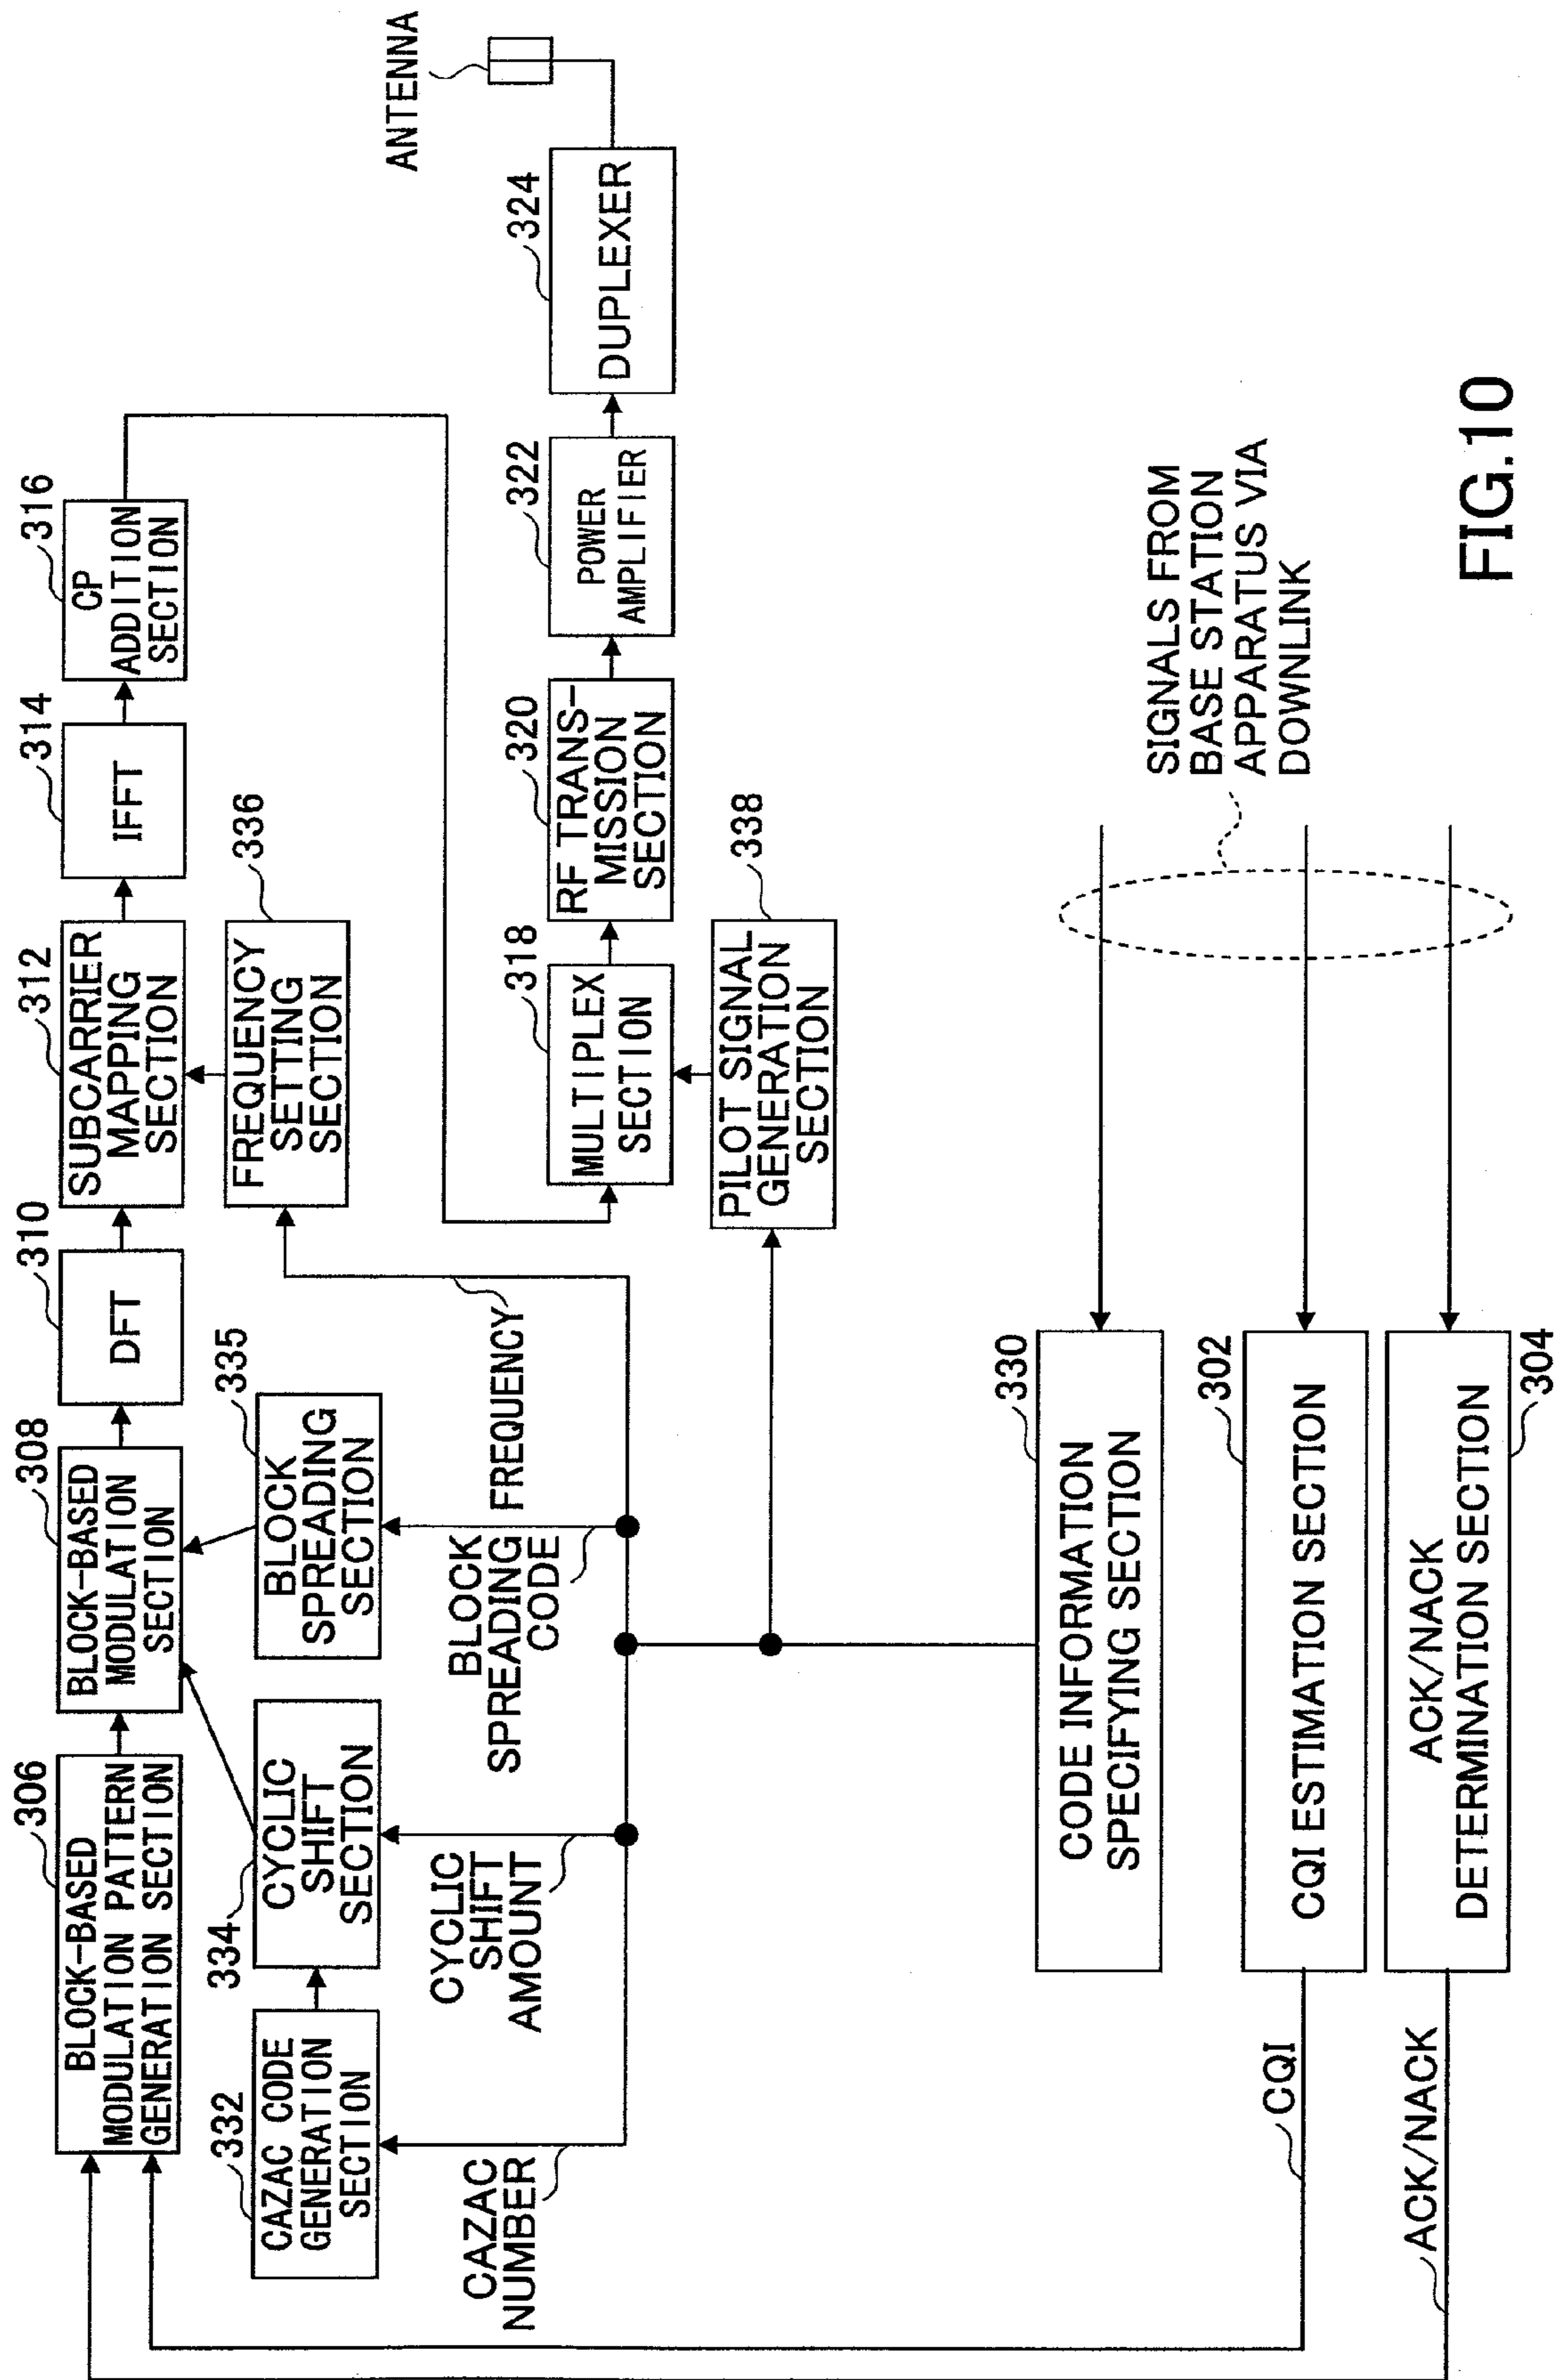 306
BLOCK-BASED
MODULATION PATTERN
GENERATION SECTION
308
BLOCK-BASED
MODULATION
SECTION
310
DFT
312
SUBCARRIER
MAPPING
SECTION
314
IFFT
316
CP
ADDITION
SECTION
332
CAZAC CODE
GENERATION
SECTION
334
CYCLIC
SHIFT
SECTION
335
BLOCK
SPREADING
SECTION
336
FREQUENCY
SETTING
SECTION
CAZAC
NUMBER
CYCLIC
SHIFT
AMOUNT
BLOCK
SPREADING
CODE
FREQUENCY
318
MULTIPLEX
SECTION
320
RF TRANS-
MISSION
SECTION
322
POWER
AMPLIFIER
324
DUPLEXER
ANTENNA
338
PILOT SIGNAL
GENERATION
SECTION
330
CODE INFORMATION
SPECIFYING SECTION
302
CQI ESTIMATION SECTION
304
ACK/NACK
DETERMINATION SECTION
CQI
ACK/NACK
SIGNALS FROM
BASE STATION
APPARATUS VIA
DOWNLINK
FIG.10